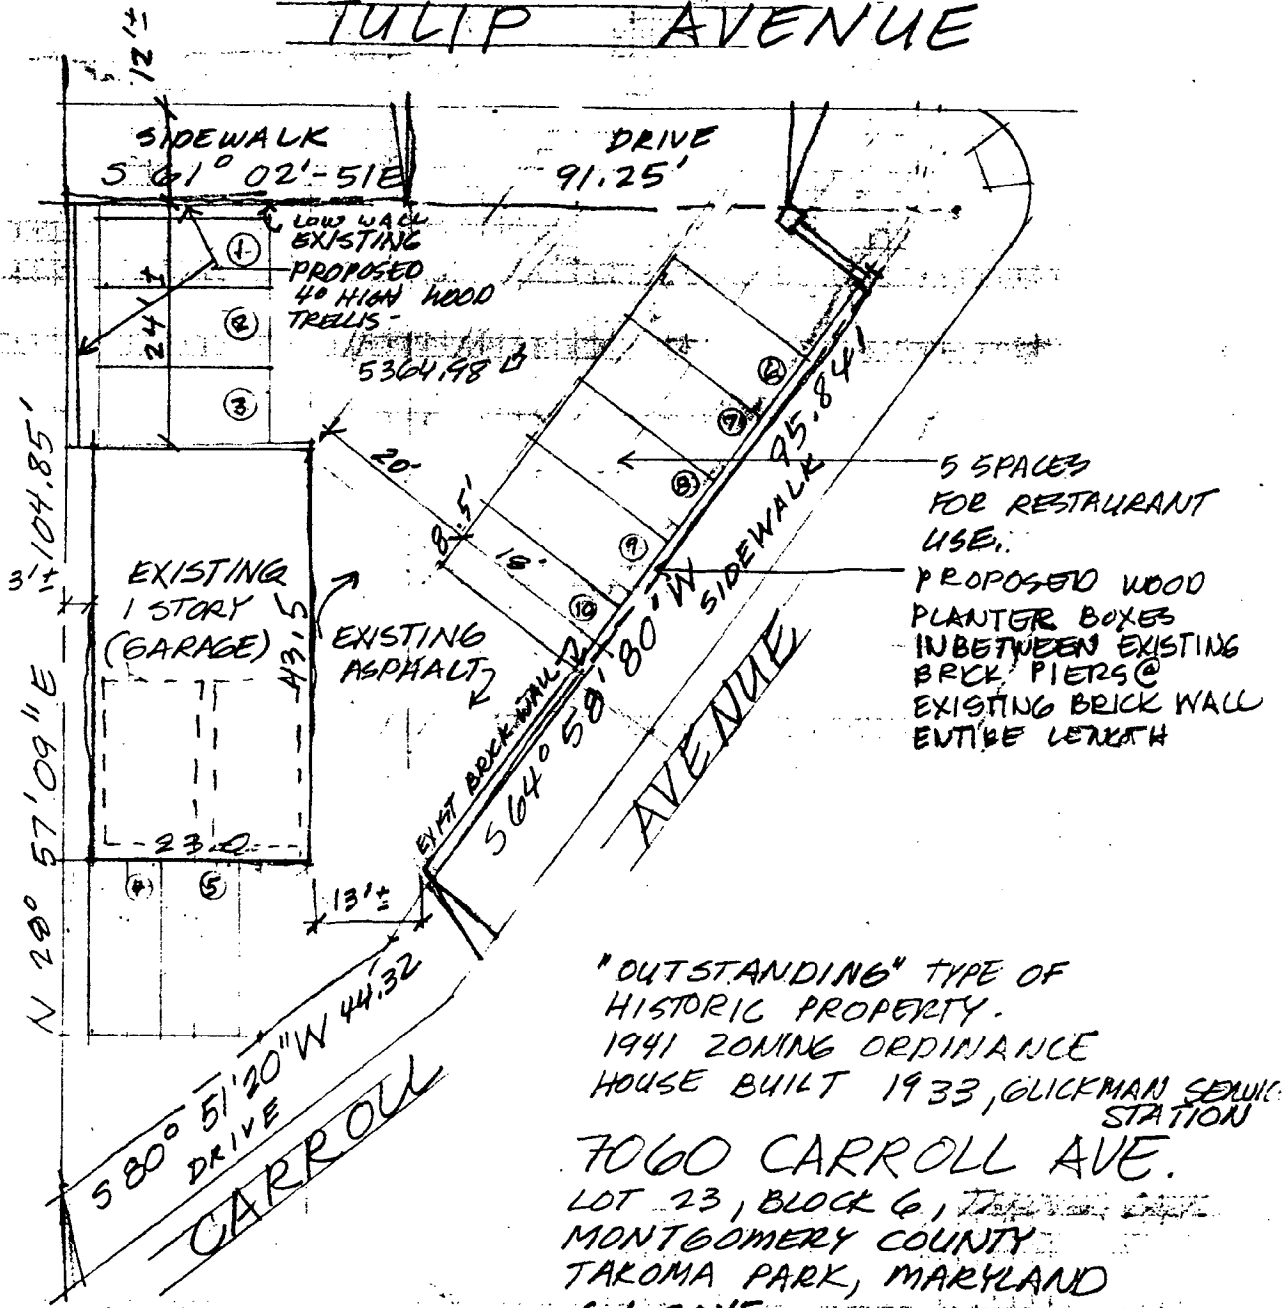 TULIP AVENUE
12'±
SIDEWALK
S 61° 02'-51E
DRIVE
91.25'
LOW WALL
EXISTING
PROPOSED
4° HIGH WOOD
TRELLIS-
1
2
3
24'±
5364.98
20-
8.5'
18-
6
7
8
9
10
95.84'
SIDEWALK
S 64° 58' 80" W
EXIST BRICK WALL
5 SPACES
FOR RESTAURANT
USE..
PROPOSED WOOD
PLANTER BOXES
INBETWEEN EXISTING
BRICK PIERS @
EXISTING BRICK WALL
ENTIRE LENGTH
3'±
N 28° 57' 09" E
104.85'
EXISTING
1 STORY
(GARAGE)
43.5
23.0
EXISTING
ASPHALT
4
5
13'±
S 80° 51' 20" W 44.32'
DRIVE
CARROLL AVENUE
"OUTSTANDING" TYPE OF
HISTORIC PROPERTY.
1941 ZONING ORDINANCE
HOUSE BUILT 1933, GLICKMAN SERVIC
STATION
7060 CARROLL AVE.
LOT 23, BLOCK 6,
MONTGOMERY COUNTY
TAKOMA PARK, MARYLAND